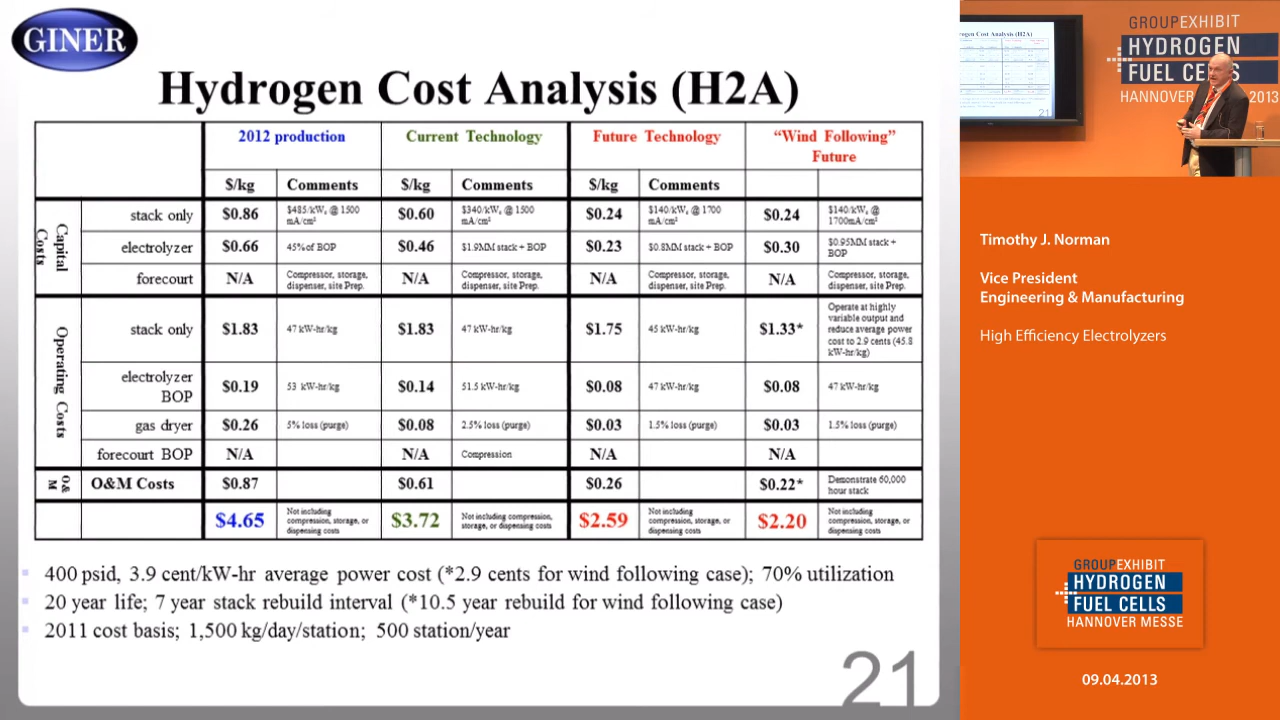 GINER
Hydrogen Cost Analysis (H2A)
2012 production Current Technology Future Technology “Wind Following” Future
$/kg Comments $/kg Comments $/kg Comments $/kg
Capital Costs
stack only $0.86 $485/kW, @ 1500 mA/cm² $0.60 $340/kW, @ 1500 mA/cm² $0.24 $140/kW, @ 1700 mA/cm² $0.24 $140/kW, @ 1700mA/cm²
electrolyzer $0.66 45% of BOP $0.46 $1.9MM stack + BOP $0.23 $0.8MM stack + BOP $0.30 $0.95MM stack + BOP
forecourt N/A Compressor, storage, dispenser, site Prep. N/A Compressor, storage, dispenser, site Prep. N/A Compressor, storage, dispenser, site Prep. N/A Compressor, storage, dispenser, site Prep.
Operating Costs
stack only $1.83 47 kW-hr/kg $1.83 47 kW-hr/kg $1.75 45 kW-hr/kg $1.33* Operate at highly variable output and reduce average power cost to 2.9 cents (45.8 kW-hr/kg)
electrolyzer BOP $0.19 53 kW-hr/kg $0.14 51.5 kW-hr/kg $0.08 47 kW-hr/kg $0.08 47 kW-hr/kg
gas dryer $0.26 5% loss (purge) $0.08 2.5% loss (purge) $0.03 1.5% loss (purge) $0.03 1.5% loss (purge)
forecourt BOP N/A N/A Compression N/A N/A
O& M O&M Costs $0.87 $0.61 $0.26 $0.22* Demonstrate 60,000 hour stack
$4.65 Not including compression, storage, or dispensing costs $3.72 Not including compression, storage, or dispensing costs $2.59 Not including compression, storage, or dispensing costs $2.20 Not including compression, storage, or dispensing costs
400 psid, 3.9 cent/kW-hr average power cost (*2.9 cents for wind following case); 70% utilization
20 year life; 7 year stack rebuild interval (*10.5 year rebuild for wind following case)
2011 cost basis; 1,500 kg/day/station; 500 station/year
21
rogen Cost Analysis (H2A)
21
GROUPEXHIBIT
HYDROGEN
FUEL CELLS
HANNOVER 2013
Timothy J. Norman
Vice President
Engineering & Manufacturing
High Efficiency Electrolyzers
GROUPEXHIBIT
HYDROGEN
FUEL CELLS
HANNOVER MESSE
09.04.2013